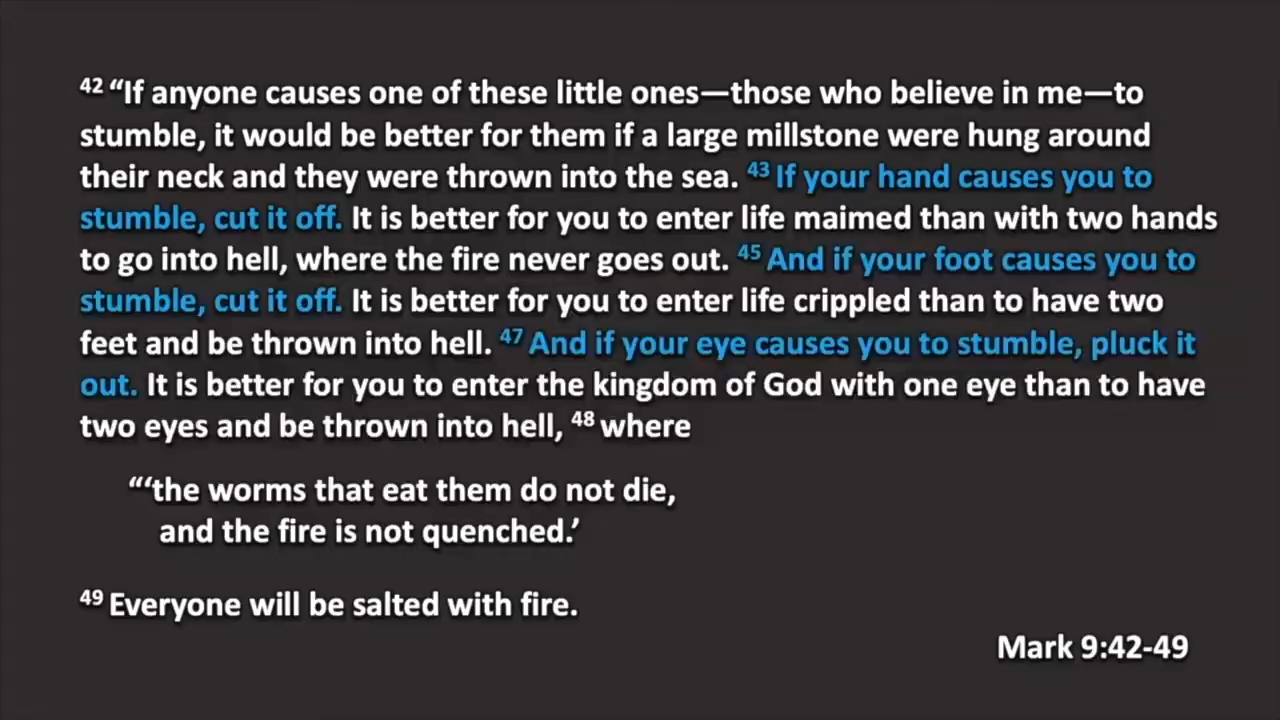 42 “If anyone causes one of these little ones—those who believe in me—to
stumble, it would be better for them if a large millstone were hung around
their neck and they were thrown into the sea. 43 If your hand causes you to
stumble, cut it off. It is better for you to enter life maimed than with two hands
to go into hell, where the fire never goes out. 45 And if your foot causes you to
stumble, cut it off. It is better for you to enter life crippled than to have two
feet and be thrown into hell. 47 And if your eye causes you to stumble, pluck it
out. It is better for you to enter the kingdom of God with one eye than to have
two eyes and be thrown into hell, 48 where
“‘the worms that eat them do not die,
and the fire is not quenched.’
49 Everyone will be salted with fire.
Mark 9:42-49